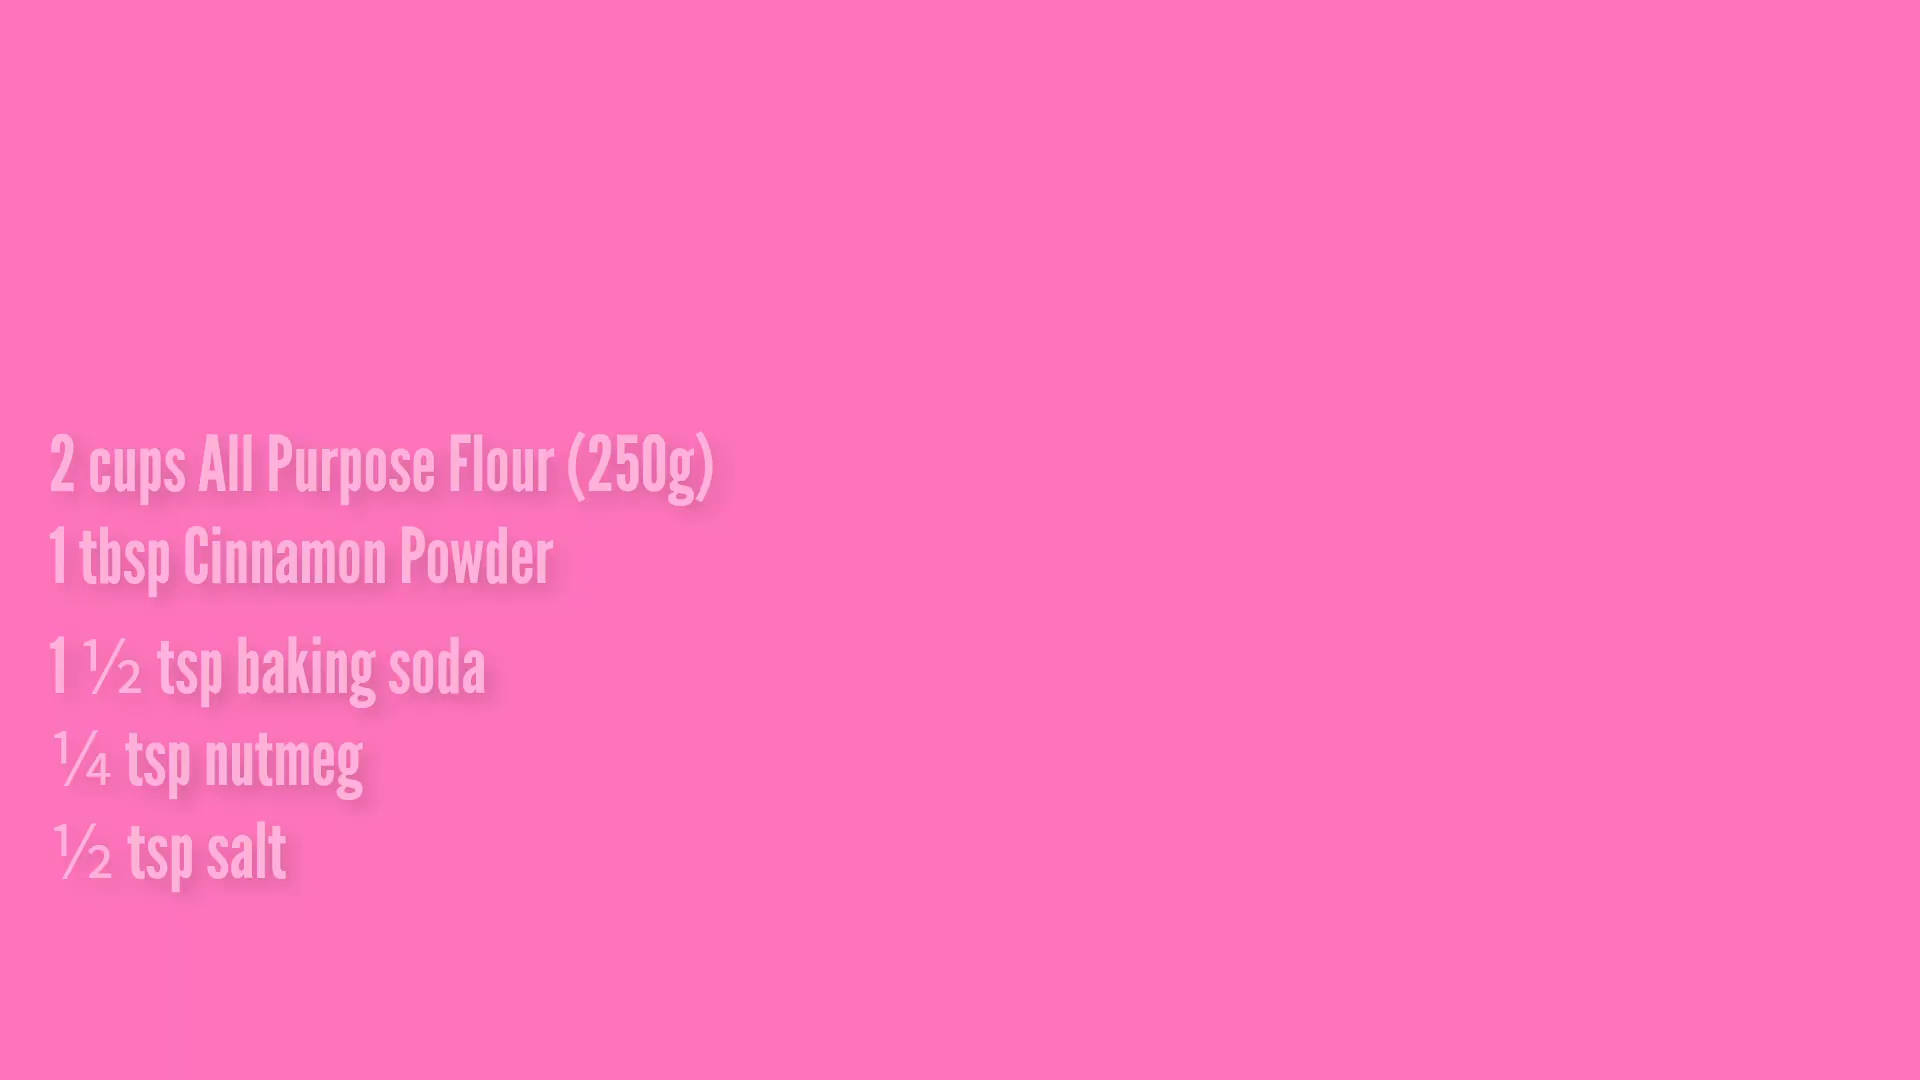 2 cups All Purpose Flour (250g)
1 tbsp Cinnamon Powder
1 ½ tsp baking soda
¼ tsp nutmeg
½ tsp salt